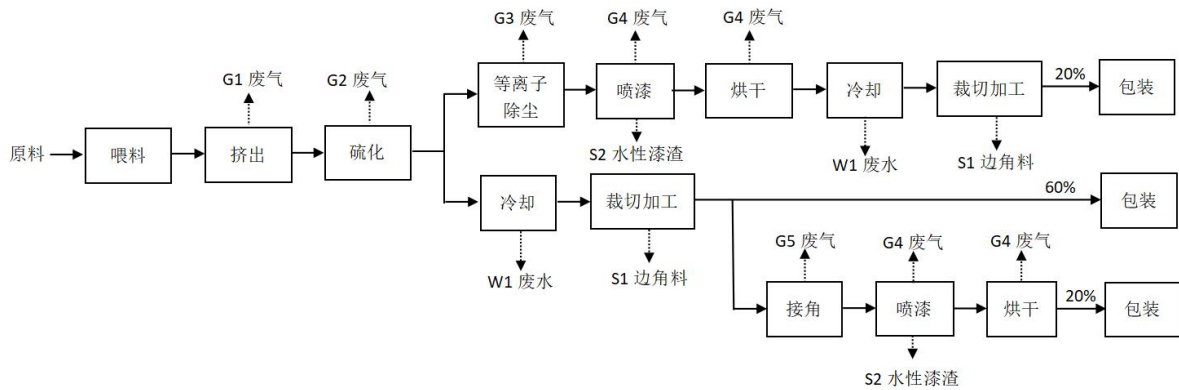 G3 废气
G4 废气
G4 废气
G1 废气
G2 废气
等离子
除尘
喷漆
烘干
冷却
裁切加工
20%
包装
原料
喂料
挤出
硫化
S2 水性漆渣
W1 废水
S1 边角料
冷却
裁切加工
60%
包装
W1 废水
S1 边角料
G5 废气
G4 废气
G4 废气
接角
喷漆
烘干
20%
包装
S2 水性漆渣